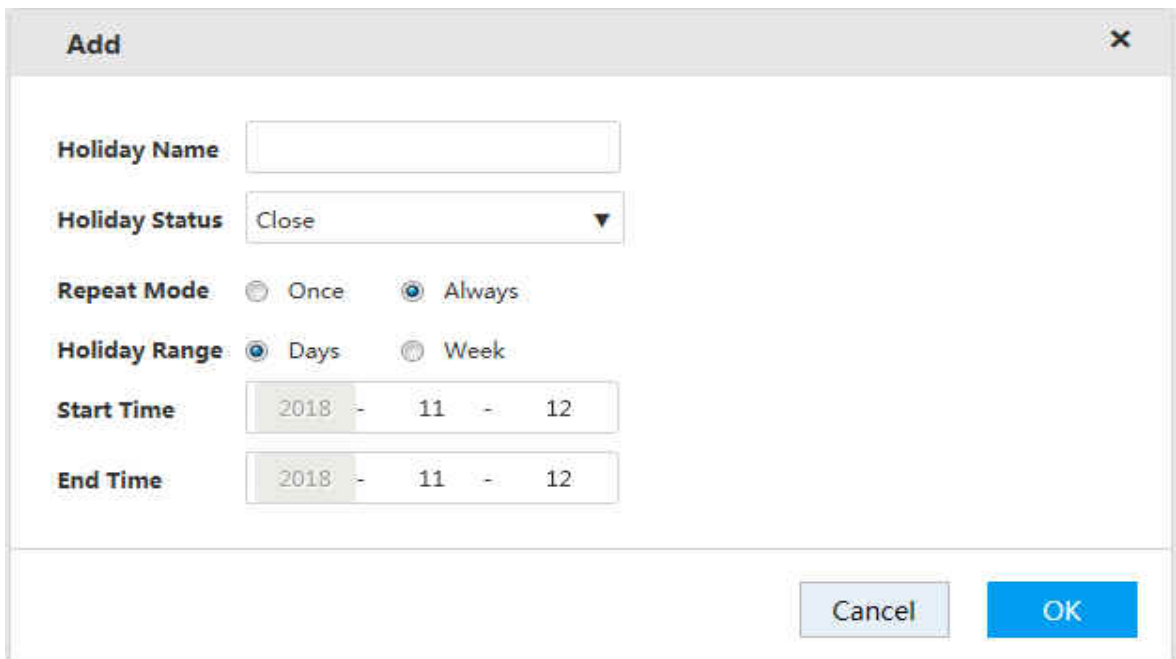 Add ×
Holiday Name
Holiday Status Close ▼
Repeat Mode Once Always
Holiday Range Days Week
Start Time 2018 - 11 - 12
End Time 2018 - 11 - 12
Cancel OK